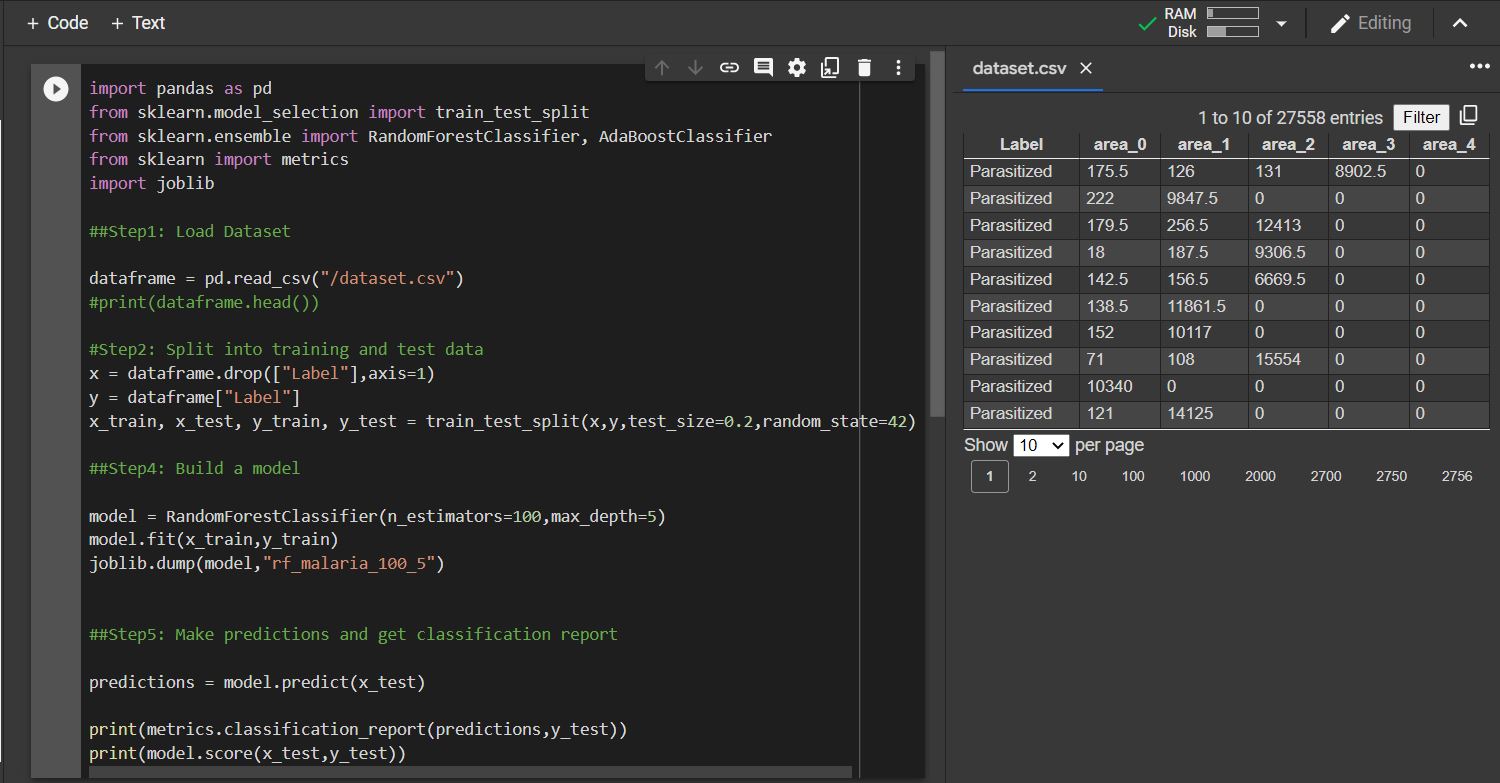 + Code + Text
RAM
Disk
Editing
import pandas as pd
from sklearn.model_selection import train_test_split
from sklearn.ensemble import RandomForestClassifier, AdaBoostClassifier
from sklearn import metrics
import joblib
##Step1: Load Dataset
dataframe = pd.read_csv("/dataset.csv")
#print(dataframe.head())
#Step2: Split into training and test data
x = dataframe.drop(["Label"],axis=1)
y = dataframe["Label"]
x_train, x_test, y_train, y_test = train_test_split(x,y,test_size=0.2,random_state=42)
##Step4: Build a model
model = RandomForestClassifier(n_estimators=100,max_depth=5)
model.fit(x_train,y_train)
joblib.dump(model,"rf_malaria_100_5")
##Step5: Make predictions and get classification report
predictions = model.predict(x_test)
print(metrics.classification_report(predictions,y_test))
print(model.score(x_test,y_test))
dataset.csv
1 to 10 of 27558 entries Filter
Label area_0 area_1 area_2 area_3 area_4
Parasitized 175.5 126 131 8902.5 0
Parasitized 222 9847.5 0 0 0
Parasitized 179.5 256.5 12413 0 0
Parasitized 18 187.5 9306.5 0 0
Parasitized 142.5 156.5 6669.5 0 0
Parasitized 138.5 11861.5 0 0 0
Parasitized 152 10117 0 0 0
Parasitized 71 108 15554 0 0
Parasitized 10340 0 0 0 0
Parasitized 121 14125 0 0 0
Show 10 per page
1 2 10 100 1000 2000 2700 2750 2756